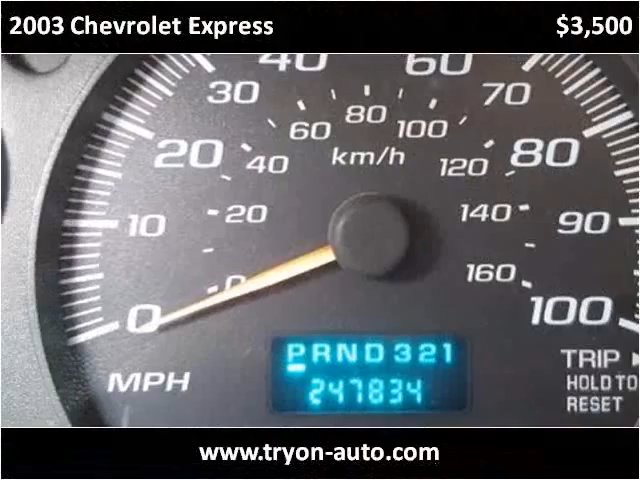 2003 Chevrolet Express $3,500
40 60
30 70
60 80 100
20 40 km/h 120 80
10 20 140 90
0 0 160 100
PRND321
MPH 247834
TRIP
HOLD TO
RESET
www.tryon-auto.com